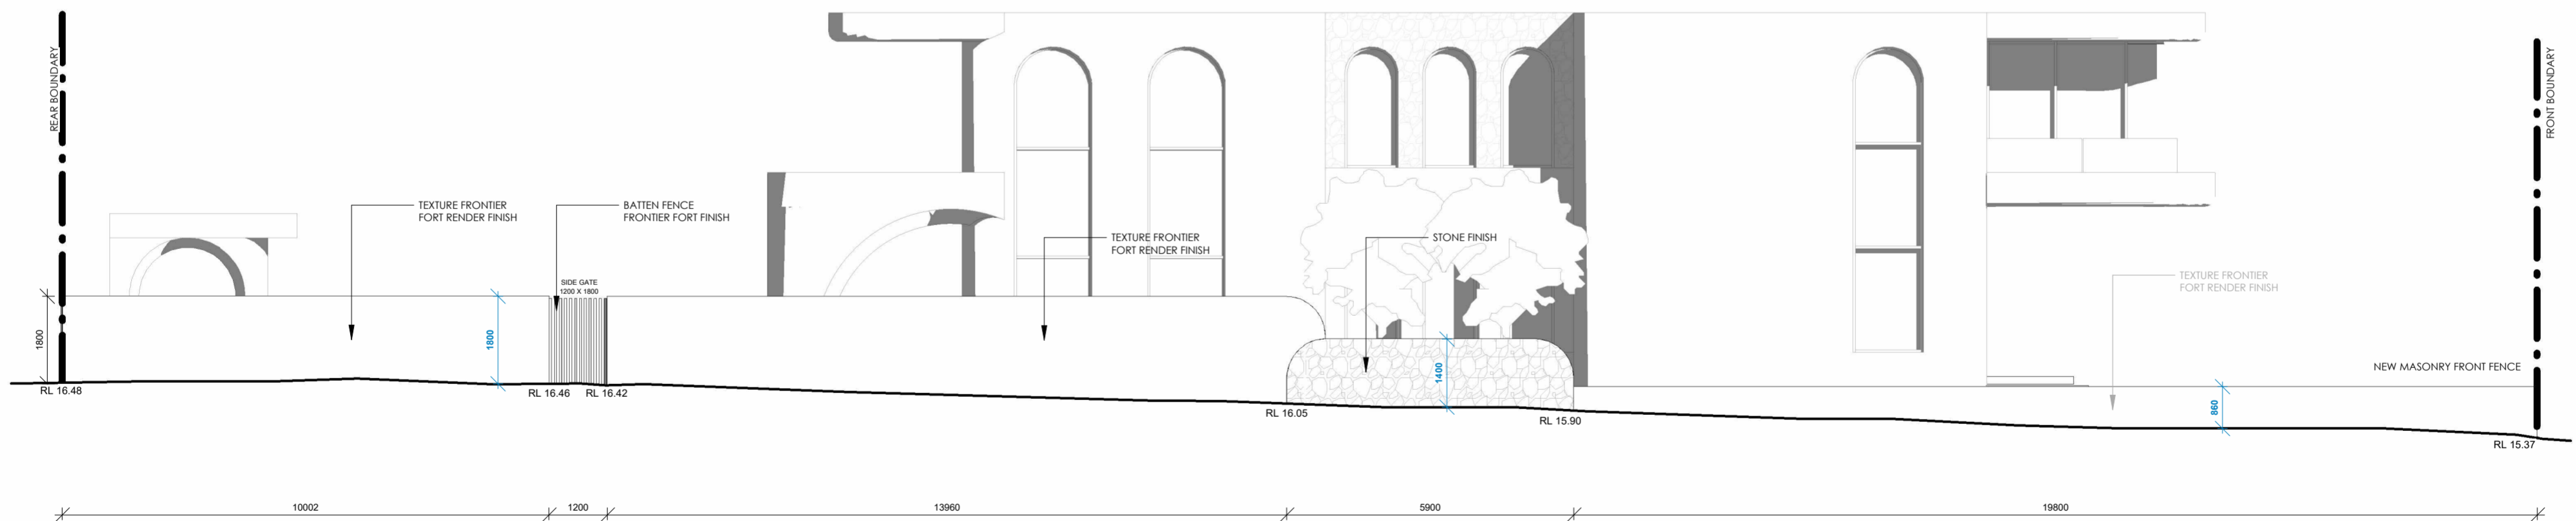 REAR BOUNDARY
FRONT BOUNDARY
TEXTURE FRONTIER
FORT RENDER FINISH
BATTEN FENCE
FRONTIER FORT FINISH
TEXTURE FRONTIER
FORT RENDER FINISH
STONE FINISH
TEXTURE FRONTIER
FORT RENDER FINISH
SIDE GATE
1200 X 1800
1800
1800
1400
NEW MASONRY FRONT FENCE
860
RL 16.48
RL 16.46
RL 16.42
RL 16.05
RL 15.90
RL 15.37
10002
1200
13960
5900
19800